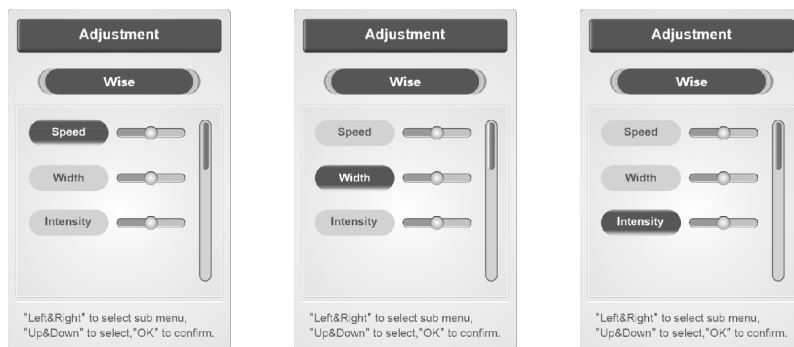 Adjustment
Wise
Speed
Width
Intensity
"Left&Right" to select sub menu,
"Up&Down" to select,"OK" to confirm.
Adjustment
Wise
Speed
Width
Intensity
"Left&Right" to select sub menu,
"Up&Down" to select,"OK" to confirm.
Adjustment
Wise
Speed
Width
Intensity
"Left&Right" to select sub menu,
"Up&Down" to select,"OK" to confirm.